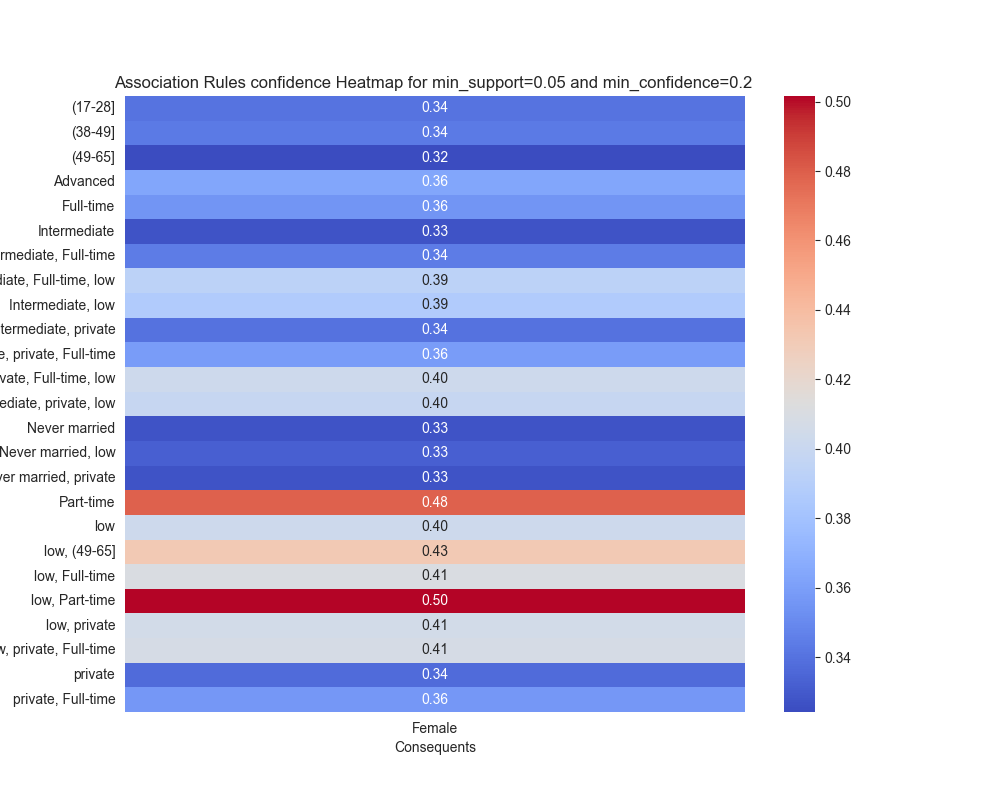 Association Rules confidence Heatmap for min_support=0.05 and min_confidence=0.2
(17-28] 0.34
(38-49] 0.34
(49-65] 0.32
Advanced 0.36
Full-time 0.36
Intermediate 0.33
rmediate, Full-time 0.34
diate, Full-time, low 0.39
Intermediate, low 0.39
termediate, private 0.34
e, private, Full-time 0.36
vate, Full-time, low 0.40
ediate, private, low 0.40
Never married 0.33
Never married, low 0.33
ver married, private 0.33
Part-time 0.48
low 0.40
low, (49-65] 0.43
low, Full-time 0.41
low, Part-time 0.50
low, private 0.41
w, private, Full-time 0.41
private 0.34
private, Full-time 0.36
Female
Consequents
0.50
0.48
0.46
0.44
0.42
0.40
0.38
0.36
0.34